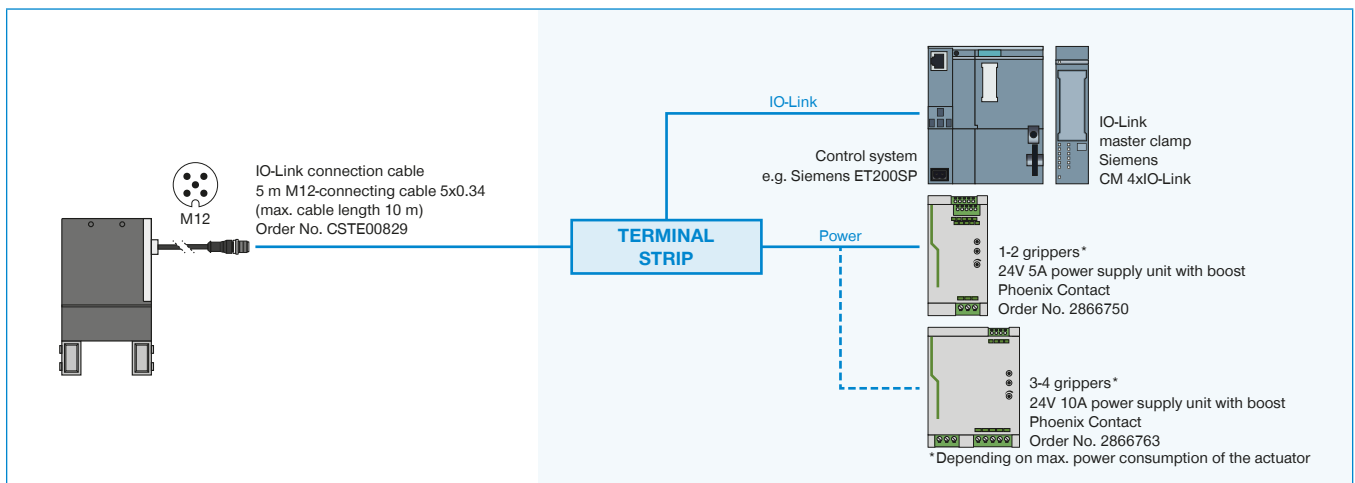 IO-Link connection cable
5 m M12-connecting cable 5x0.34
(max. cable length 10 m)
Order No. CSTE00829
M12
TERMINAL
STRIP
IO-Link
Control system
e.g. Siemens ET200SP
IO-Link
master clamp
Siemens
CM 4xIO-Link
Power
1-2 grippers*
24V 5A power supply unit with boost
Phoenix Contact
Order No. 2866750
3-4 grippers*
24V 10A power supply unit with boost
Phoenix Contact
Order No. 2866763
*Depending on max. power consumption of the actuator